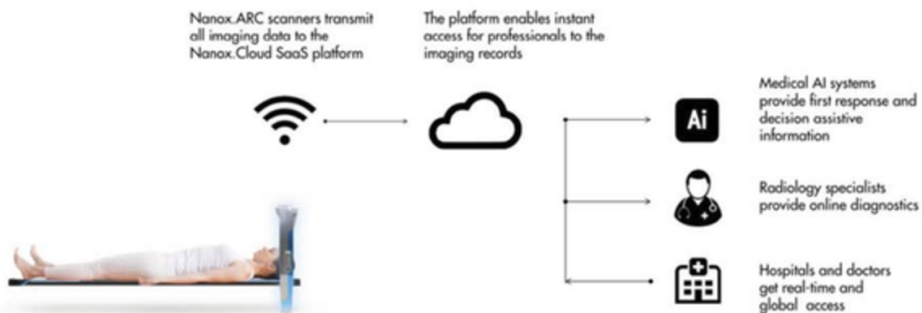 Nanox.ARC scanners transmit
all imaging data to the
Nanox.Cloud SaaS platform
The platform enables instant
access for professionals to the
imaging records
Ai
Medical AI systems
provide first response and
decision assistive
information
Radiology specialists
provide online diagnostics
Hospitals and doctors
get real-time and
global access